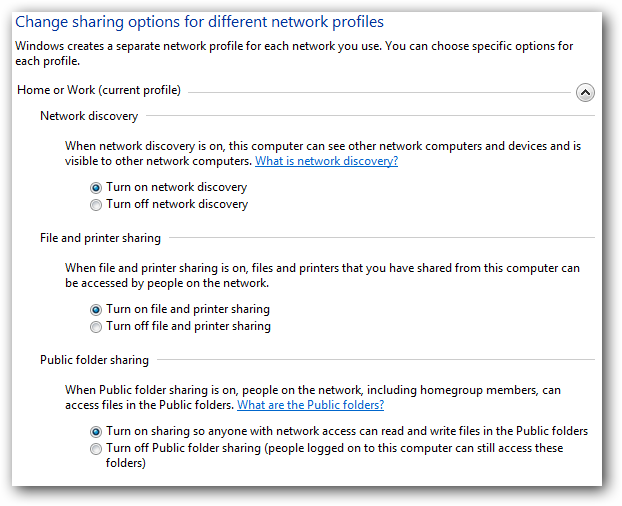 Change sharing options for different network profiles
Windows creates a separate network profile for each network you use. You can choose specific options for
each profile.
Home or Work (current profile)
Network discovery
When network discovery is on, this computer can see other network computers and devices and is
visible to other network computers. What is network discovery?
Turn on network discovery
Turn off network discovery
File and printer sharing
When file and printer sharing is on, files and printers that you have shared from this computer can
be accessed by people on the network.
Turn on file and printer sharing
Turn off file and printer sharing
Public folder sharing
When Public folder sharing is on, people on the network, including homegroup members, can
access files in the Public folders. What are the Public folders?
Turn on sharing so anyone with network access can read and write files in the Public folders
Turn off Public folder sharing (people logged on to this computer can still access these
folders)